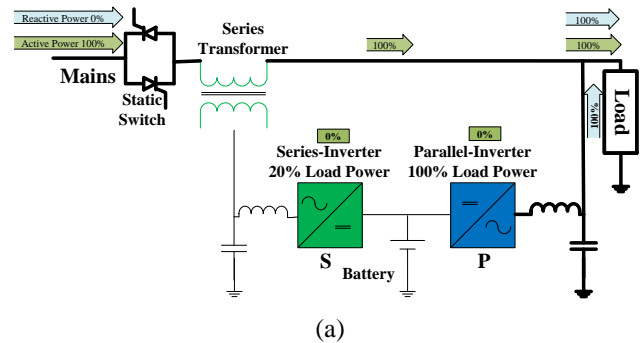 Reactive Power 0%
Active Power 100%
Mains
Static
Switch
Series
Transformer
100%
100%
100%
100%
Load
0%
0%
Series-Inverter
20% Load Power
Parallel-Inverter
100% Load Power
S
Battery
P
(a)